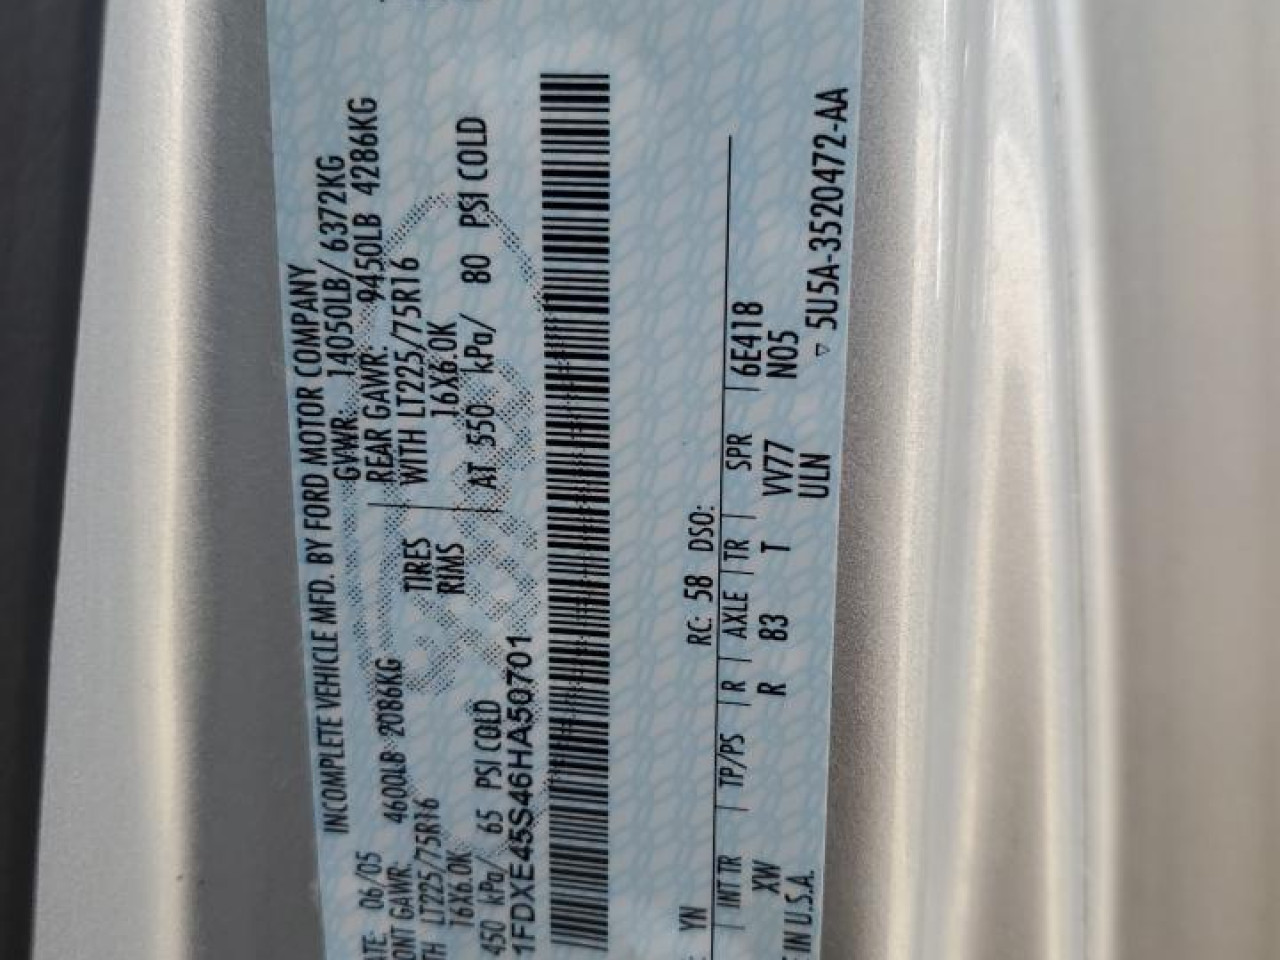 INCOMPLETE VEHICLE MFD. BY FORD MOTOR COMPANY
ATE: 06/05 GVWR: 14050LB/ 6372KG
ONT GAWR: 4600LB 2086KG REAR GAWR: 9450LB 4286KG
TH LT225/75R16 TIRES WITH LT225/75R16
16X6.0K RIMS 16X6.0K
450 kPa/ 65 PSI COLD AT 550 kPa/ 80 PSI COLD
1FDXE45S46HA50701
: YN RC: 58 DSO:
INT TR TP/PS R AXLE TR SPR 6E418
XW R B3 T VV77 N05
IN U.S.A. ULN
▽ 5U5A-3520472-AA